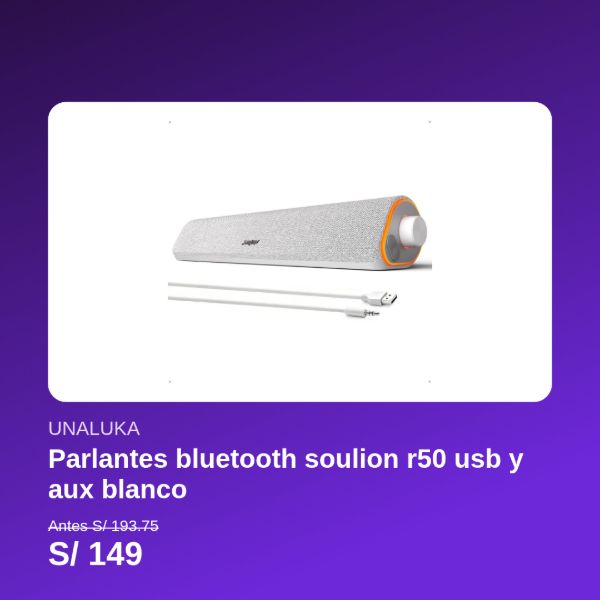 UNALUKA
Parlantes bluetooth soulion r50 usb y
aux blanco
Antes S/ 193.75
S/ 149